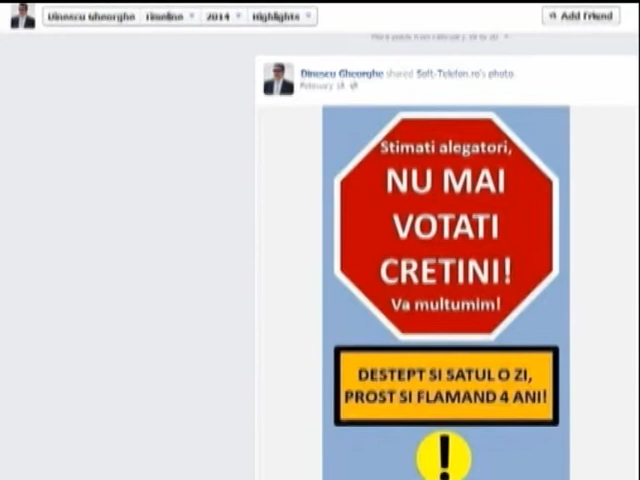 Dinescu Gheorghe Timeline 2014 Highlights Add Friend
Dinescu Gheorghe shared Soft-Telefon.ro's photo.
February 18
Stimati alegatori,
NU MAI
VOTATI
CRETINI!
Va multumim!
DESTEPT SI SATUL O ZI,
PROST SI FLAMAND 4 ANI!
!